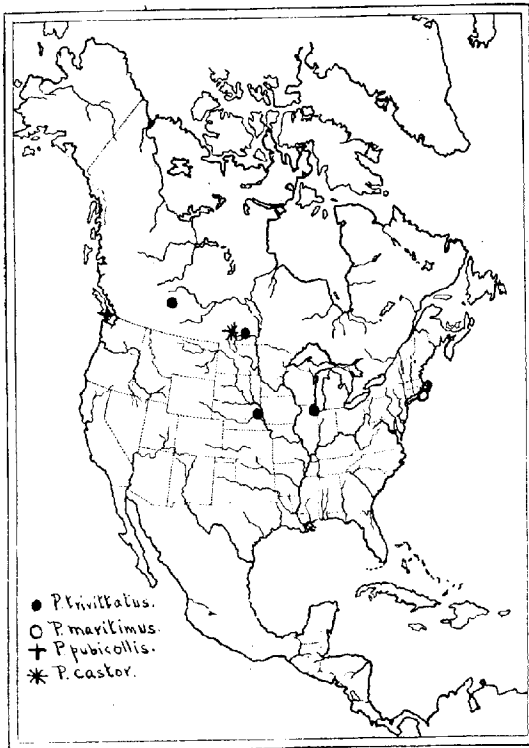 P. trivittatus.
P. maritimus.
P. pubicollis.
P. castor.